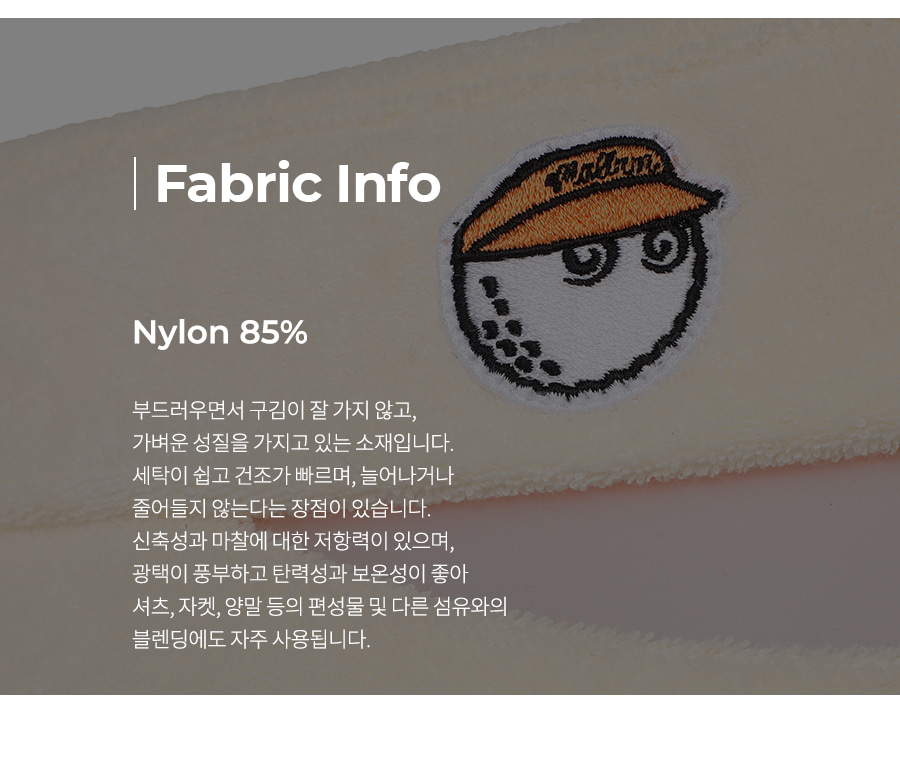 Malbon
Fabric Info
Nylon 85%
부드러우면서 구김이 잘 가지 않고,
가벼운 성질을 가지고 있는 소재입니다.
세탁이 쉽고 건조가 빠르며, 늘어나거나
줄어들지 않는다는 장점이 있습니다.
신축성과 마찰에 대한 저항력이 있으며,
광택이 풍부하고 탄력성과 보온성이 좋아
셔츠, 자켓, 양말 등의 편성물 및 다른 섬유와의
블렌딩에도 자주 사용됩니다.